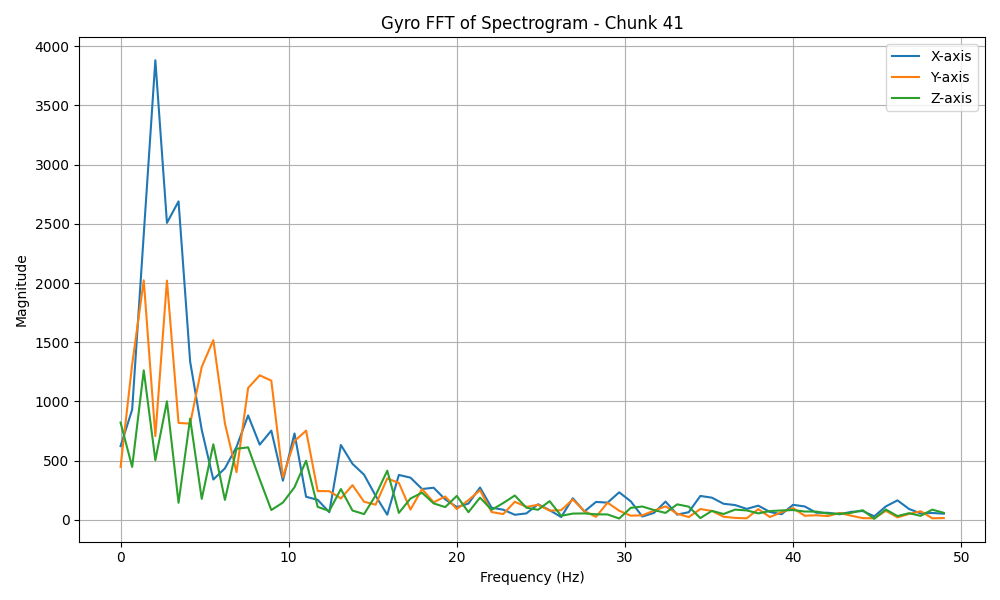 Gyro FFT of Spectrogram - Chunk 41
X-axis
Y-axis
Z-axis
Magnitude
4000
3500
3000
2500
2000
1500
1000
500
0
0 10 20 30 40 50
Frequency (Hz)